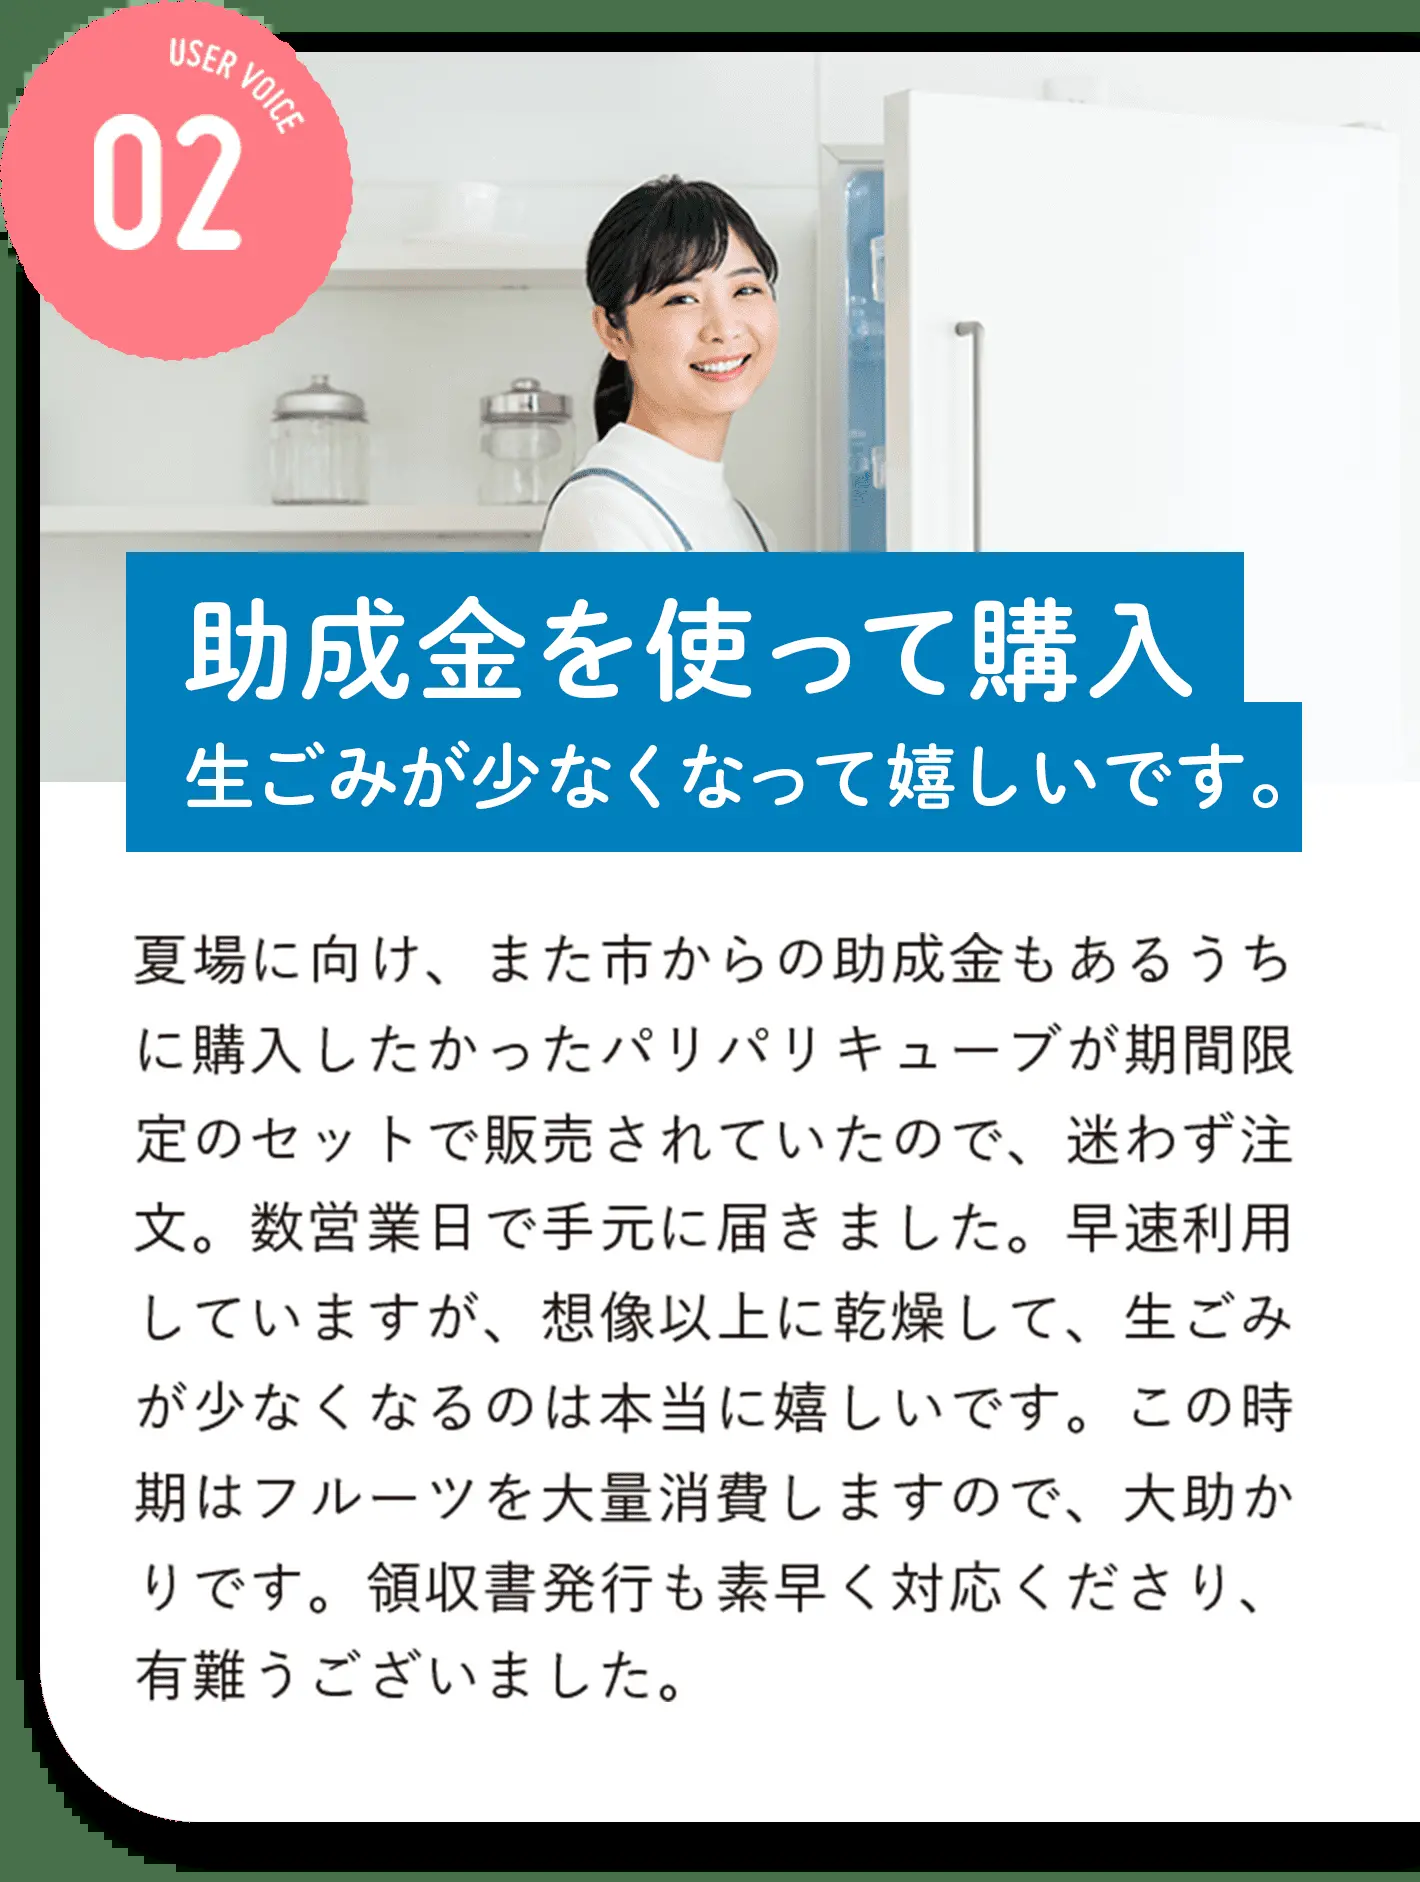 USER VOICE
02
助成金を使って購入
生ごみが少なくなって嬉しいです。
夏場に向け、また市からの助成金もあるうち
に購入したかったパリパリキューブが期間限
定のセットで販売されていたので、迷わず注
文。数営業日で手元に届きました。早速利用
していますが、想像以上に乾燥して、生ごみ
が少なくなるのは本当に嬉しいです。この時
期はフルーツを大量消費しますので、大助か
りです。領収書発行も素早く対応くださり、
有難うございました。